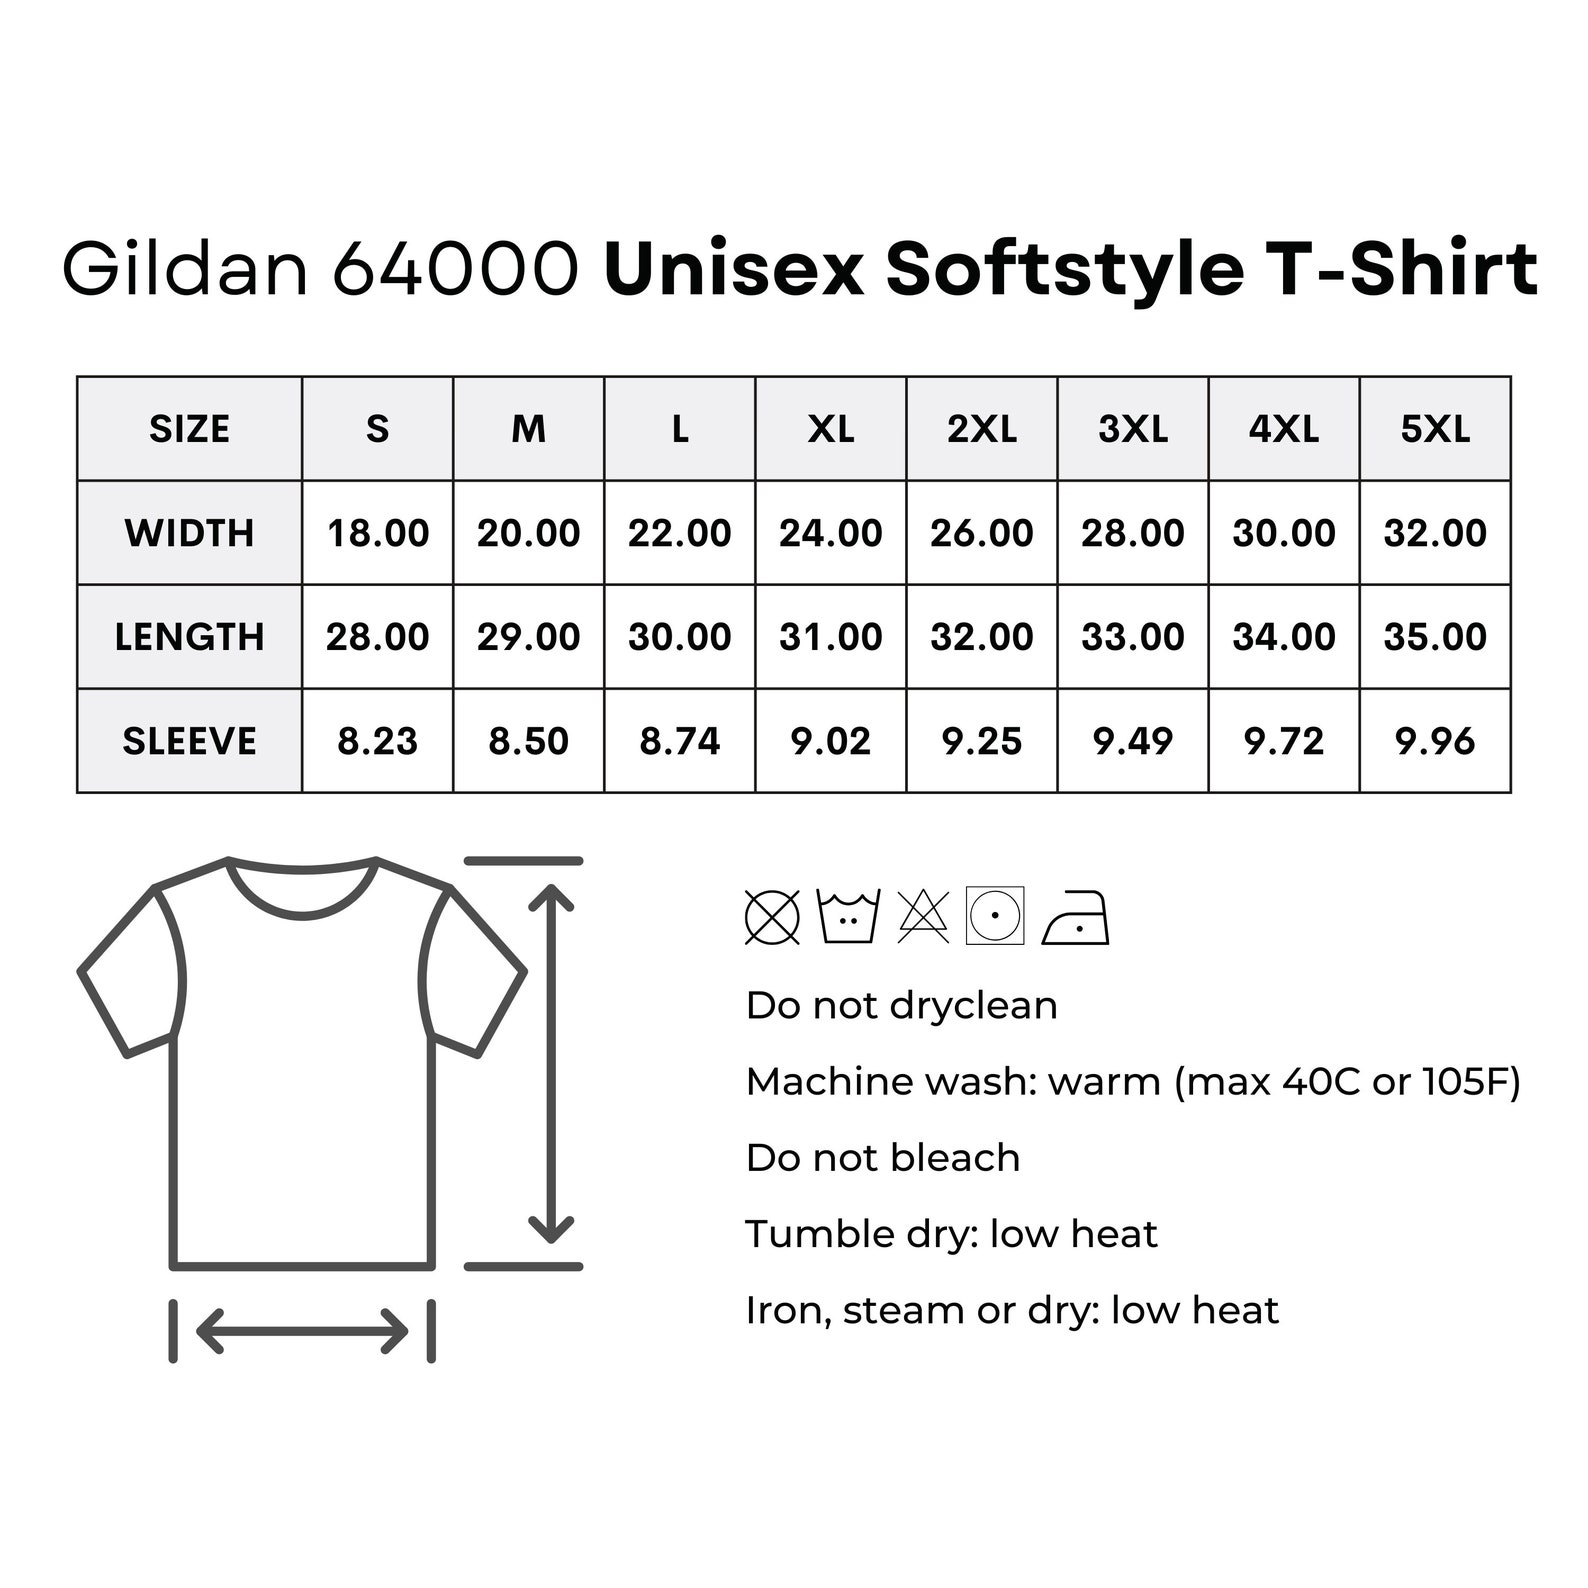 Gildan 64000 Unisex Softstyle T-Shirt
SIZE S M L XL 2XL 3XL 4XL 5XL
WIDTH 18.00 20.00 22.00 24.00 26.00 28.00 30.00 32.00
LENGTH 28.00 29.00 30.00 31.00 32.00 33.00 34.00 35.00
SLEEVE 8.23 8.50 8.74 9.02 9.25 9.49 9.72 9.96
Do not dryclean
Machine wash: warm (max 40C or 105F)
Do not bleach
Tumble dry: low heat
Iron, steam or dry: low heat